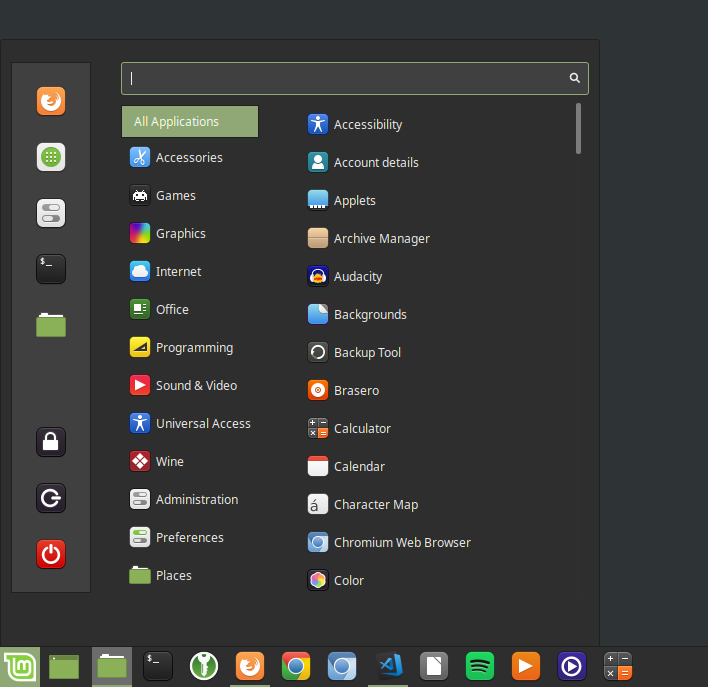 All Applications
Accessories
Games
Graphics
Internet
Office
Programming
Sound & Video
Universal Access
Wine
Administration
Preferences
Places
Accessibility
Account details
Applets
Archive Manager
Audacity
Backgrounds
Backup Tool
Brasero
Calculator
Calendar
Character Map
Chromium Web Browser
Color